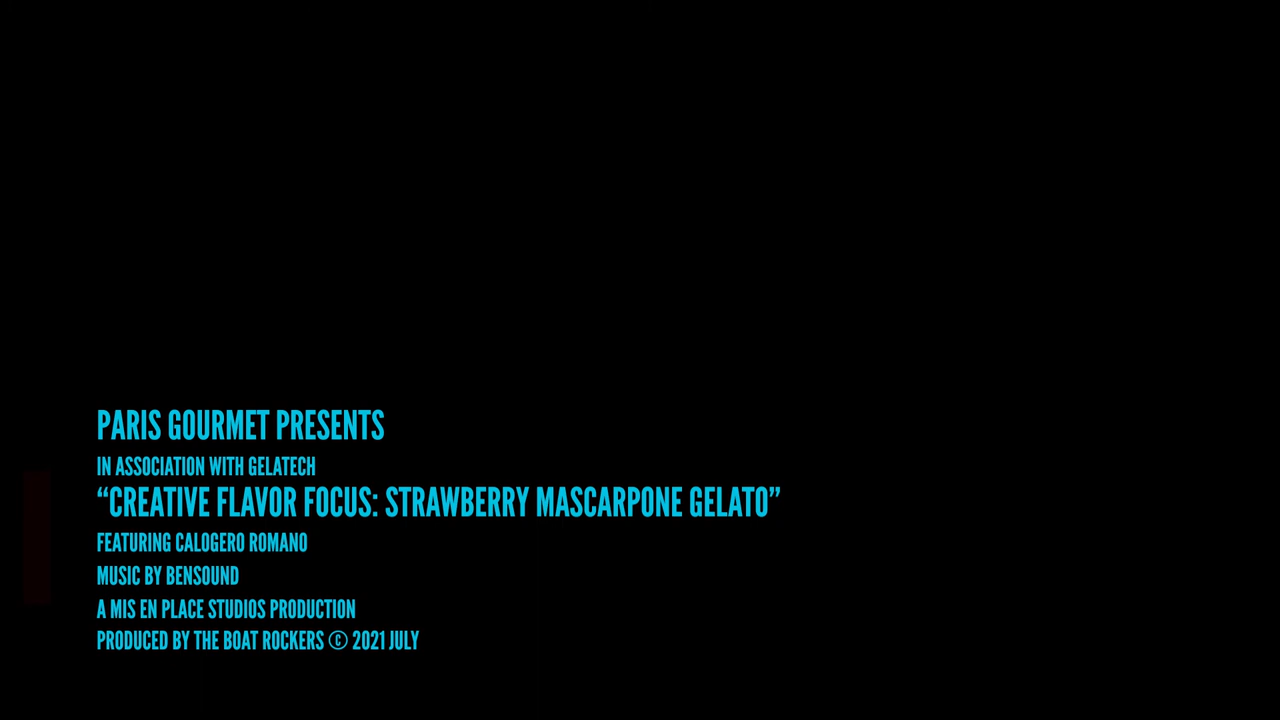 PARIS GOURMET PRESENTS
IN ASSOCIATION WITH GELATECH
“CREATIVE FLAVOR FOCUS: STRAWBERRY MASCARPONE GELATO”
FEATURING CALOGERO ROMANO
MUSIC BY BENSOUND
A MIS EN PLACE STUDIOS PRODUCTION
PRODUCED BY THE BOAT ROCKERS © 2021 JULY